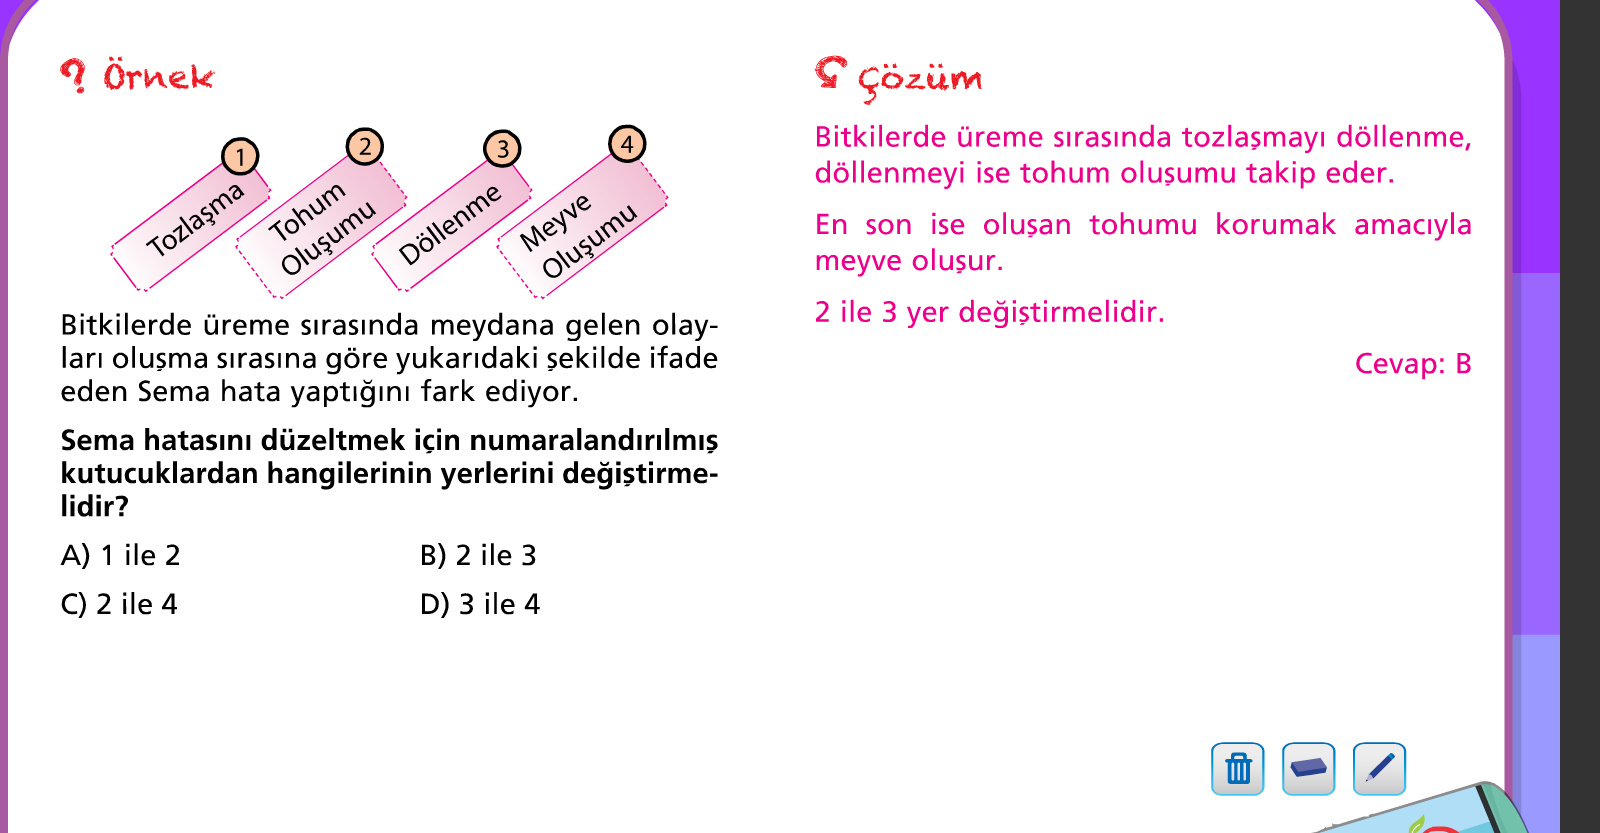 ? Örnek
1
Tozlaşma
2
Tohum
Oluşumu
3
Döllenme
4
Meyve
Oluşumu
Bitkilerde üreme sırasında meydana gelen olay-
ları oluşma sırasına göre yukarıdaki şekilde ifade
eden Sema hata yaptığını fark ediyor.
Sema hatasını düzeltmek için numaralandırılmış
kutucuklardan hangilerinin yerlerini değiştirme-
lidir?
A) 1 ile 2
B) 2 ile 3
C) 2 ile 4
D) 3 ile 4
Çözüm
Bitkilerde üreme sırasında tozlaşmayı döllenme,
döllenmeyi ise tohum oluşumu takip eder.
En son ise oluşan tohumu korumak amacıyla
meyve oluşur.
2 ile 3 yer değiştirmelidir.
Cevap: B